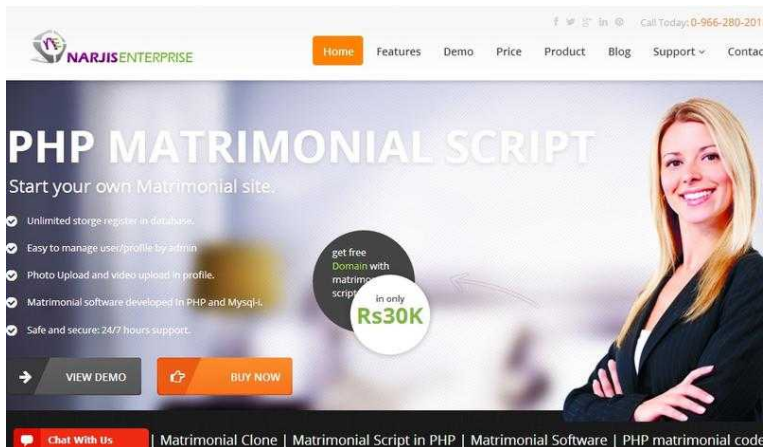 Call Today: 0-966-280-201
NARJIS ENTERPRISE
Home Features Demo Price Product Blog Support Contac
PHP MATRIMONIAL SCRIPT
Start your own Matrimonial site.
Unlimited storge register in database.
Easy to manage user/profile by admin
Photo Upload and video upload in profile.
Matrimonial software developed In PHP and Mysql-i.
Safe and secure: 24/7 hours support.
get free
Domain with
script
in only
Rs30K
VIEW DEMO
BUY NOW
Chat With Us | Matrimonial Clone | Matrimonial Script in PHP | Matrimonial Software | PHP matrimonial code